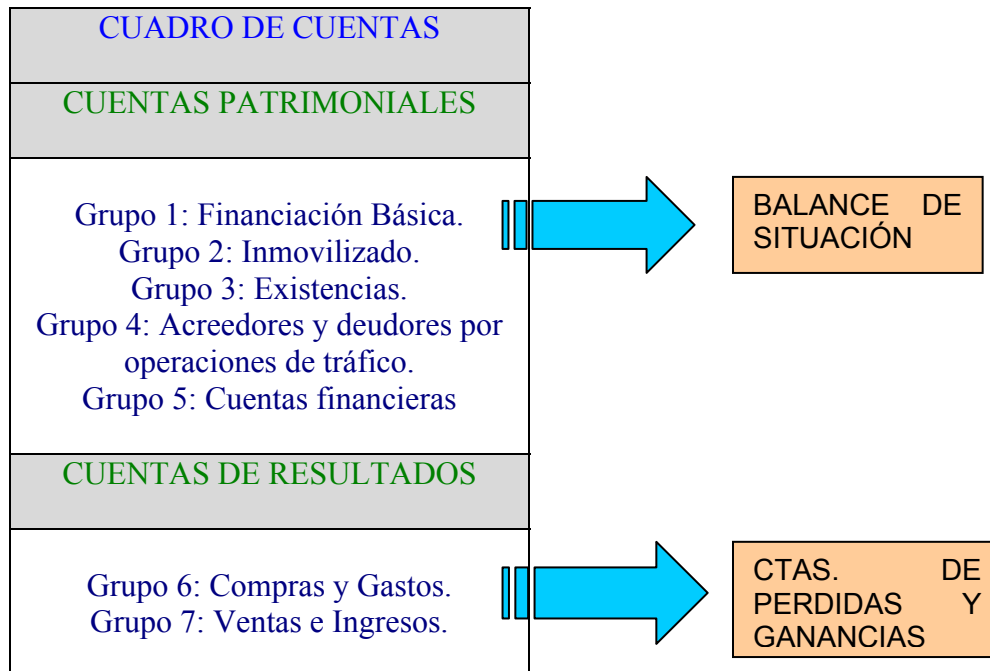 CUADRO DE CUENTAS
CUENTAS PATRIMONIALES
Grupo 1: Financiación Básica.
Grupo 2: Inmovilizado.
Grupo 3: Existencias.
Grupo 4: Acreedores y deudores por
operaciones de tráfico.
Grupo 5: Cuentas financieras
BALANCE DE
SITUACIÓN
CUENTAS DE RESULTADOS
Grupo 6: Compras y Gastos.
Grupo 7: Ventas e Ingresos.
CTAS. DE
PERDIDAS Y
GANANCIAS